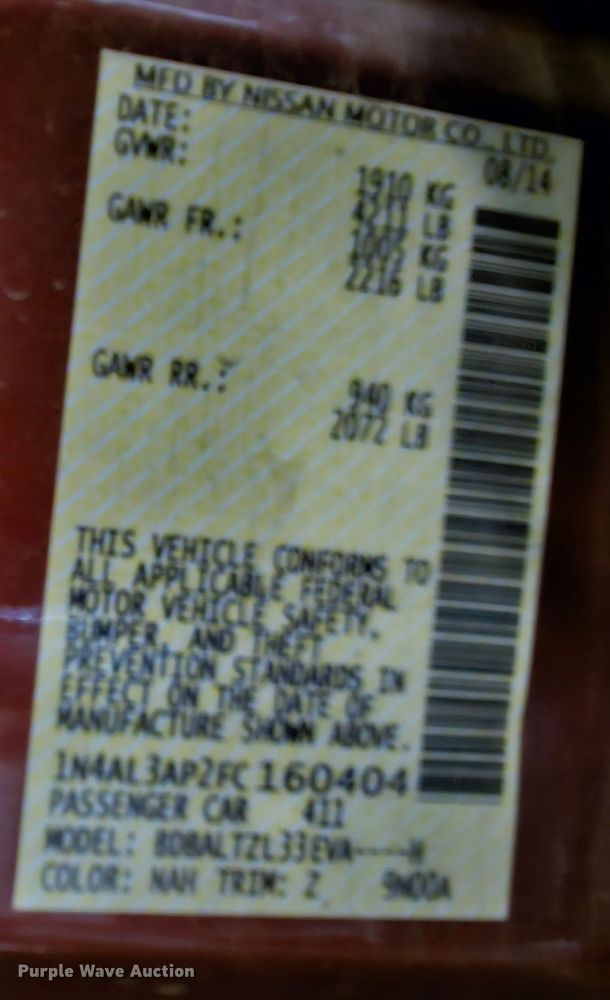 MFD BY NISSAN MOTOR CO., LTD.
DATE: 08/14
GVWR: 1910 KG
4211 LB
GAWR FR.: 1005 KG
2216 LB
GAWR RR.: 940 KG
2072 LB
THIS VEHICLE CONFORMS TO
ALL APPLICABLE FEDERAL
MOTOR VEHICLE SAFETY,
BUMPER, AND THEFT
PREVENTION STANDARDS IN
EFFECT ON THE DATE OF
MANUFACTURE SHOWN ABOVE.
1N4AL3AP2FC160404
PASSENGER CAR 411
MODEL:
COLOR: NAH TRIM: Z
Purple Wave Auction